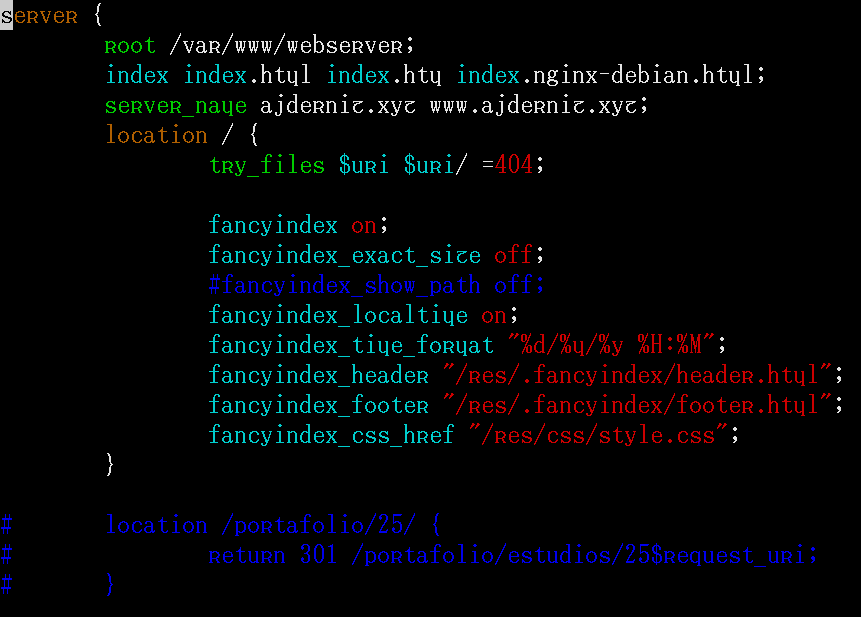 server {
root /var/www/webserver;
index index.html index.htm index.nginx-debian.html;
server_name ajderniz.xyz www.ajderniz.xyz;
location / {
try_files $uri $uri/ =404;
fancyindex on;
fancyindex_exact_size off;
#fancyindex_show_path off;
fancyindex_localtime on;
fancyindex_time_format "%d/%m/%y %H:%M";
fancyindex_header "/res/.fancyindex/header.html";
fancyindex_footer "/res/.fancyindex/footer.html";
fancyindex_css_href "/res/css/style.css";
}
# location /portafolio/25/ {
# return 301 /portafolio/estudios/25$request_uri;
# }